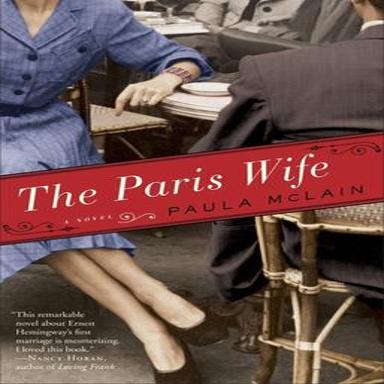 The Paris Wife
A NOVEL
PAULA McLAIN
"This remarkable
novel about Ernest
Hemingway's first
marriage is mesmerizing.
I loved this book."
—NANCY HORAN,
author of Loving Frank